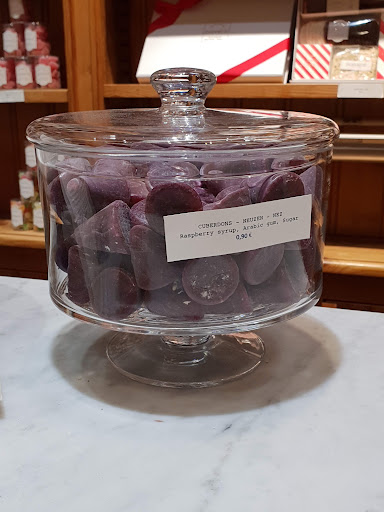 CUBERDONS - NEUZEN - NEZ
Raspberry syrup, Arabic gum, Sugar
0,90 €